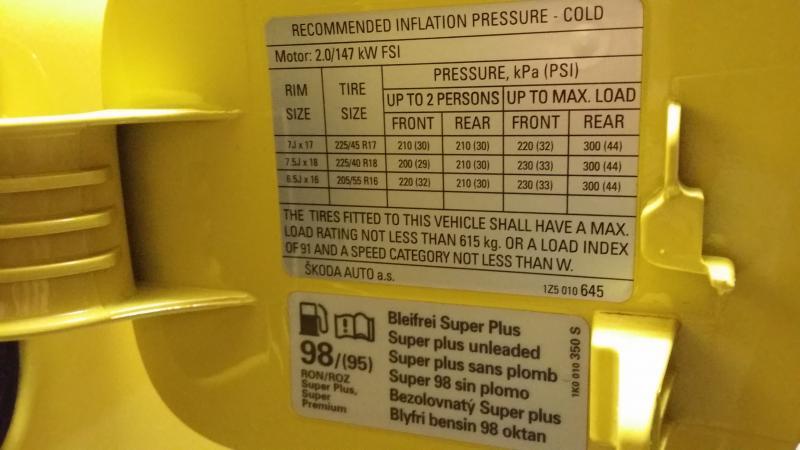 RECOMMENDED INFLATION PRESSURE - COLD
Motor: 2.0/147 kW FSI
RIM SIZE TIRE SIZE PRESSURE, kPa (PSI)
UP TO 2 PERSONS UP TO MAX. LOAD
FRONT REAR FRONT REAR
7J x 17 225/45 R17 210 (30) 210 (30) 220 (32) 300 (44)
7.5J x 18 225/40 R18 200 (29) 210 (30) 230 (33) 300 (44)
6.5J x 16 205/55 R16 220 (32) 210 (30) 230 (33) 300 (44)
THE TIRES FITTED TO THIS VEHICLE SHALL HAVE A MAX.
LOAD RATING NOT LESS THAN 615 kg. OR A LOAD INDEX
OF 91 AND A SPEED CATEGORY NOT LESS THAN W.
ŠKODA AUTO a.s.
1Z5 010 645
98/(95)
RON/ROZ
Super Plus,
Super
Premium
Bleifrei Super Plus
Super plus unleaded
Super plus sans plomb
Super 98 sin plomo
Bezolovnatý Super plus
Blyfri bensin 98 oktan
1K0 010 350 S